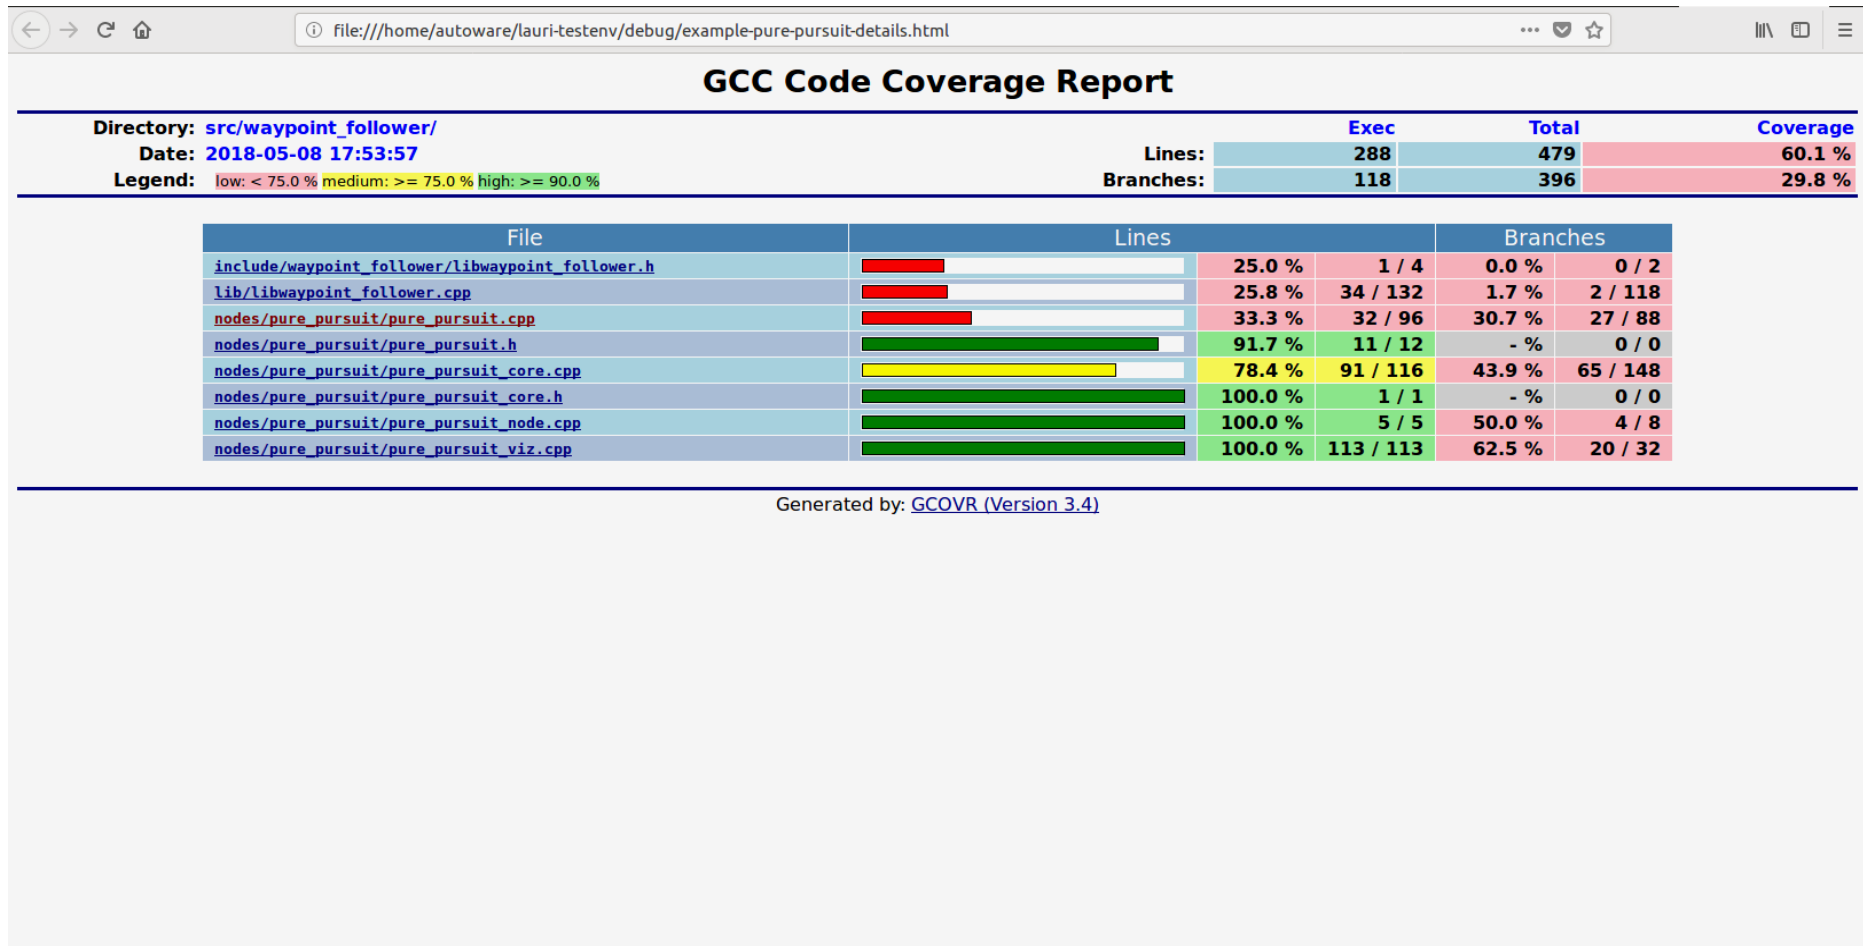 file:///home/autoware/lauri-testenv/debug/example-pure-pursuit-details.html
GCC Code Coverage Report
Directory: src/waypoint_follower/ Exec Total Coverage
Date: 2018-05-08 17:53:57 Lines: 288 479 60.1 %
Legend: low: < 75.0 % medium: >= 75.0 % high: >= 90.0 % Branches: 118 396 29.8 %
File Lines Branches
include/waypoint_follower/libwaypoint_follower.h 25.0 % 1 / 4 0.0 % 0 / 2
lib/libwaypoint_follower.cpp 25.8 % 34 / 132 1.7 % 2 / 118
nodes/pure_pursuit/pure_pursuit.cpp 33.3 % 32 / 96 30.7 % 27 / 88
nodes/pure_pursuit/pure_pursuit.h 91.7 % 11 / 12 - % 0 / 0
nodes/pure_pursuit/pure_pursuit_core.cpp 78.4 % 91 / 116 43.9 % 65 / 148
nodes/pure_pursuit/pure_pursuit_core.h 100.0 % 1 / 1 - % 0 / 0
nodes/pure_pursuit/pure_pursuit_node.cpp 100.0 % 5 / 5 50.0 % 4 / 8
nodes/pure_pursuit/pure_pursuit_viz.cpp 100.0 % 113 / 113 62.5 % 20 / 32
Generated by: GCOVR (Version 3.4)